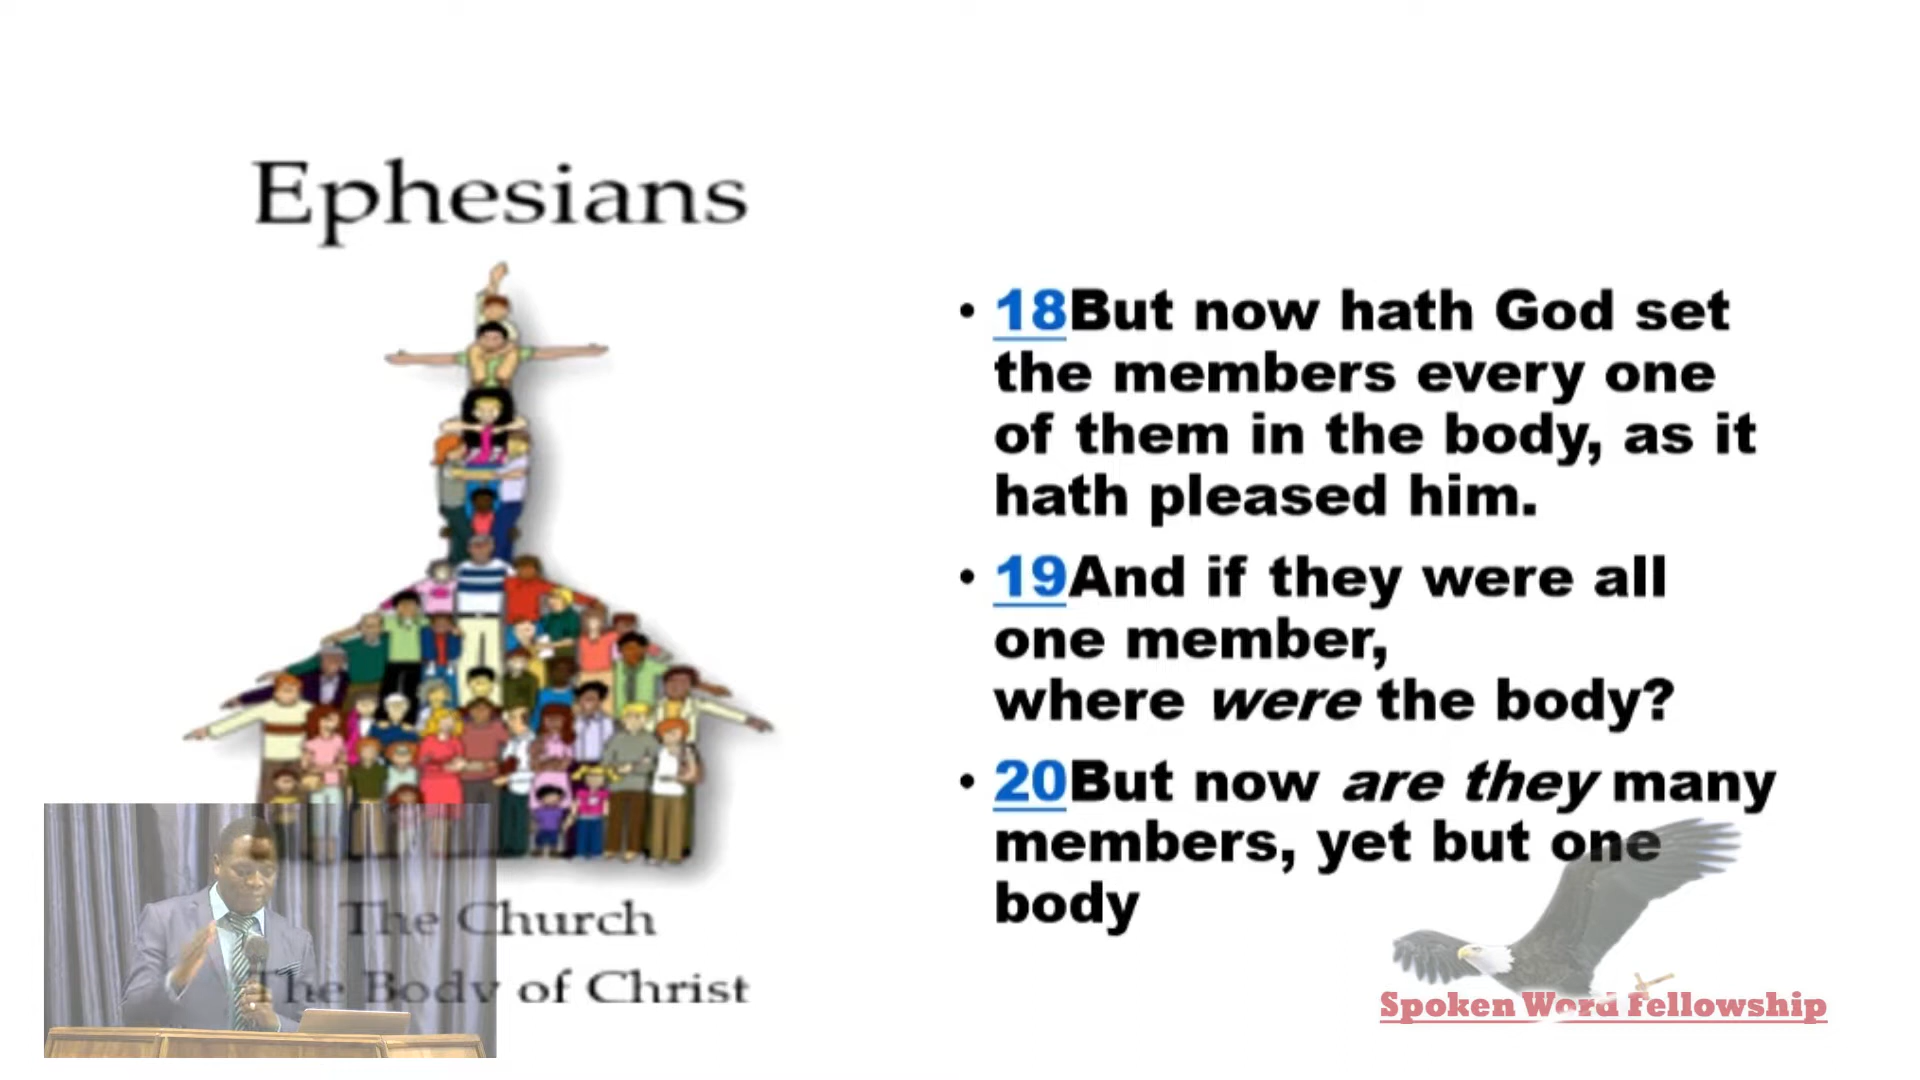 Ephesians
The Church
The Body of Christ
• 18But now hath God set
the members every one
of them in the body, as it
hath pleased him.
• 19And if they were all
one member,
where were the body?
• 20But now are they many
members, yet but one
body
Spoken Word Fellowship